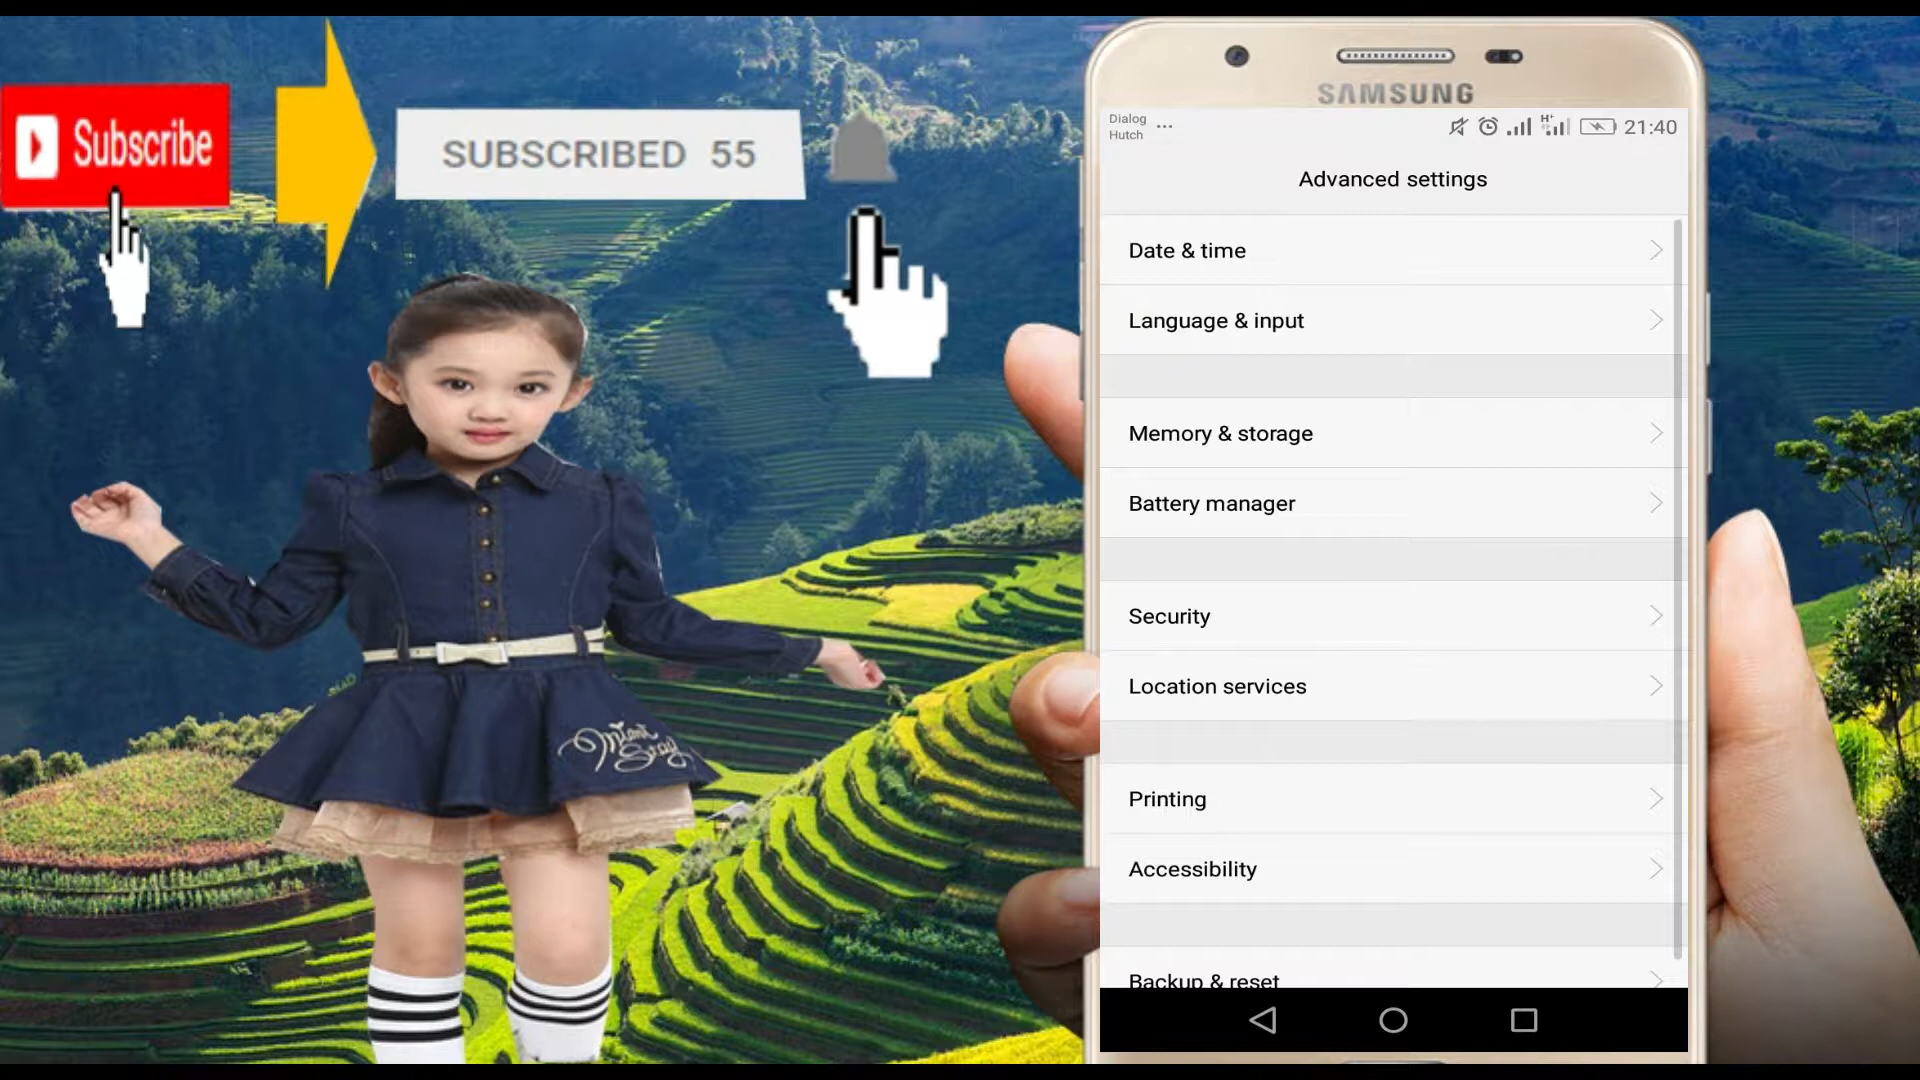 Subscribe
SUBSCRIBED 55
SAMSUNG
Dialog
Hutch
H+
21:40
Advanced settings
Date & time
Language & input
Memory & storage
Battery manager
Security
Location services
Printing
Accessibility
Backup & reset